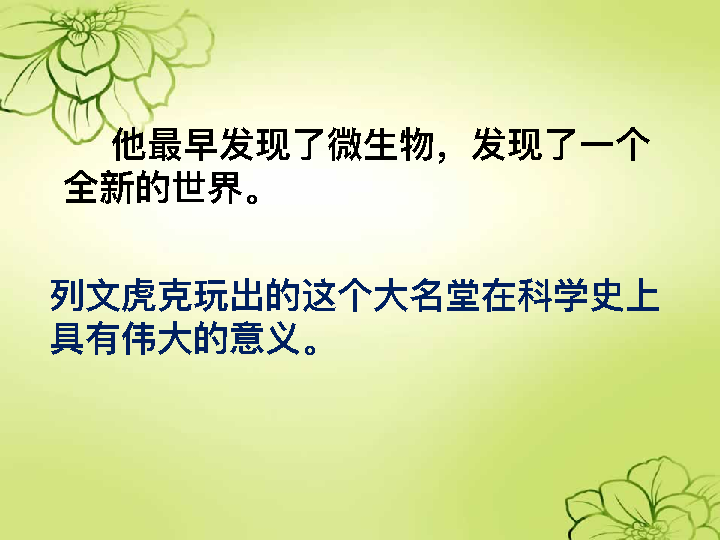 他最早发现了微生物，发现了一个
全新的世界。
列文虎克玩出的这个大名堂在科学史上
具有伟大的意义。